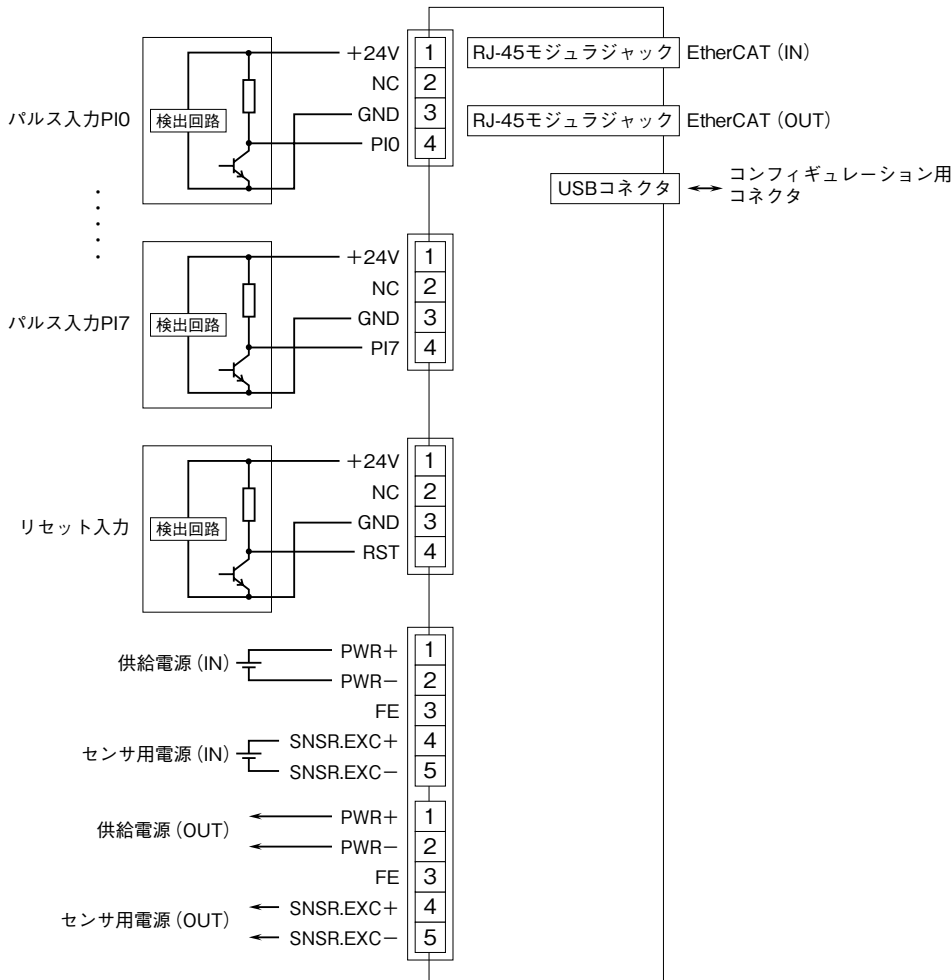 パルス入力PI0
検出回路
+24V
NC
GND
PI0
1
2
3
4
RJ-45モジュラジャック EtherCAT (IN)
RJ-45モジュラジャック EtherCAT (OUT)
USBコネクタ
コンフィギュレーション用
コネクタ
パルス入力PI7
検出回路
+24V
NC
GND
PI7
1
2
3
4
リセット入力
検出回路
+24V
NC
GND
RST
1
2
3
4
供給電源 (IN)
PWR+
PWR−
FE
センサ用電源 (IN)
SNSR.EXC+
SNSR.EXC−
1
2
3
4
5
供給電源 (OUT)
PWR+
PWR−
FE
センサ用電源 (OUT)
SNSR.EXC+
SNSR.EXC−
1
2
3
4
5